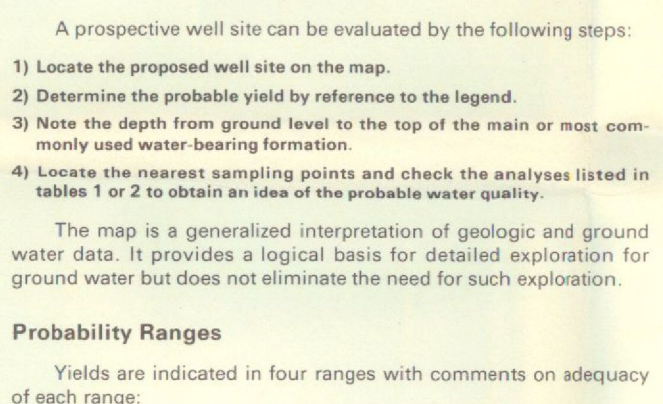 A prospective well site can be evaluated by the following steps:
1) Locate the proposed well site on the map.
2) Determine the probable yield by reference to the legend.
3) Note the depth from ground level to the top of the main or most com-
monly used water-bearing formation.
4) Locate the nearest sampling points and check the analyses listed in
tables 1 or 2 to obtain an idea of the probable water quality.
The map is a generalized interpretation of geologic and ground
water data. It provides a logical basis for detailed exploration for
ground water but does not eliminate the need for such exploration.
Probability Ranges
Yields are indicated in four ranges with comments on adequacy
of each range: